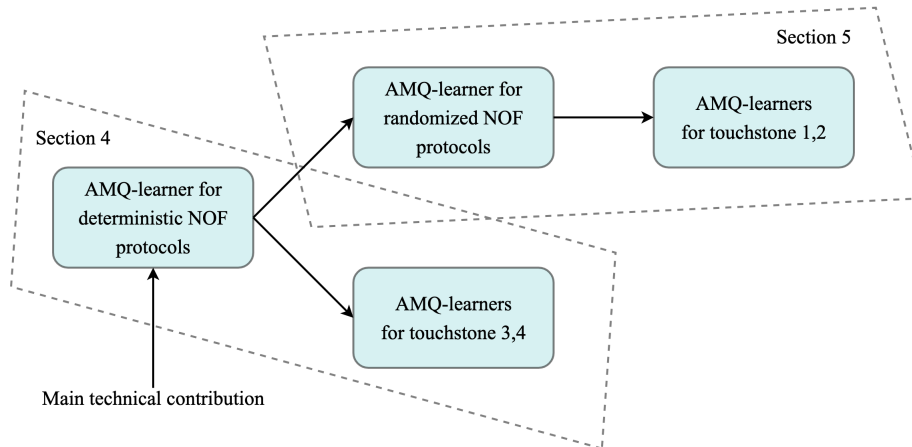 Section 5
AMQ-learner for
randomized NOF
protocols
AMQ-learners
for touchstone 1,2
Section 4
AMQ-learner for
deterministic NOF
protocols
AMQ-learners
for touchstone 3,4
Main technical contribution